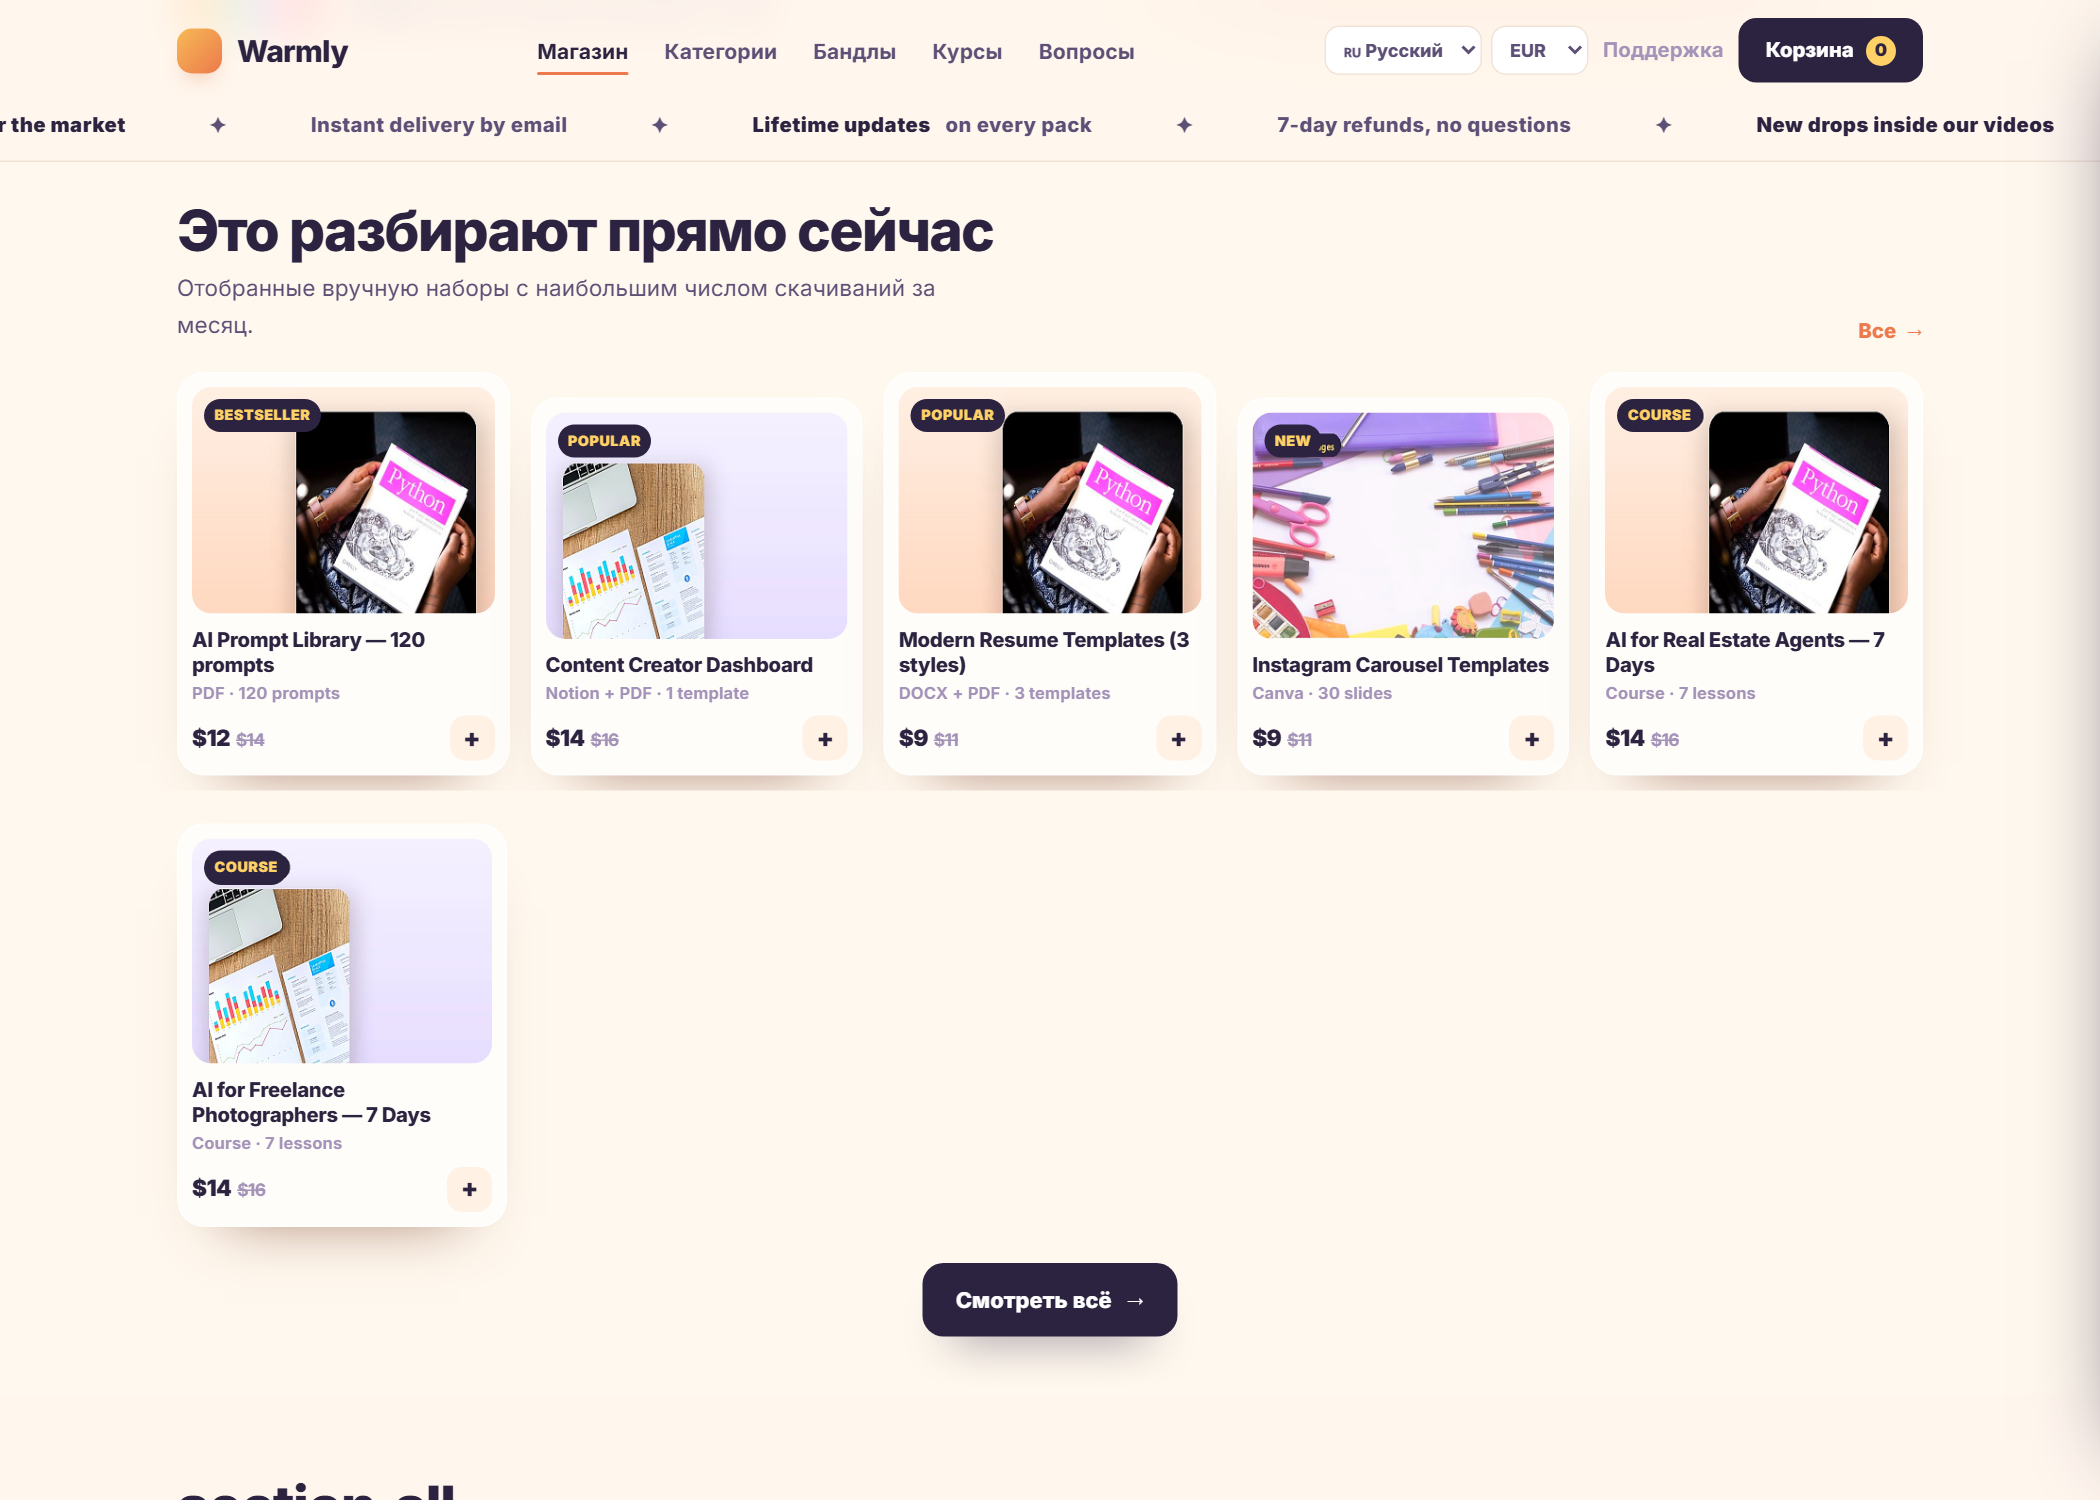 Warmly
Магазин Категории Бандлы Курсы Вопросы
RU Русский EUR Поддержка Корзина 0
the market ✦ Instant delivery by email ✦ Lifetime updates on every pack ✦ 7-day refunds, no questions ✦ New drops inside our videos
Это разбирают прямо сейчас
Отобранные вручную наборы с наибольшим числом скачиваний за
месяц.
Все →
BESTSELLER
Python
AI Prompt Library — 120
prompts
PDF · 120 prompts
$12 $14 +
POPULAR
Content Creator Dashboard
Notion + PDF · 1 template
$14 $16 +
POPULAR
Python
Modern Resume Templates (3
styles)
DOCX + PDF · 3 templates
$9 $11 +
NEW
Instagram Carousel Templates
Canva · 30 slides
$9 $11 +
COURSE
Python
AI for Real Estate Agents — 7
Days
Course · 7 lessons
$14 $16 +
COURSE
AI for Freelance
Photographers — 7 Days
Course · 7 lessons
$14 $16 +
Смотреть всё →